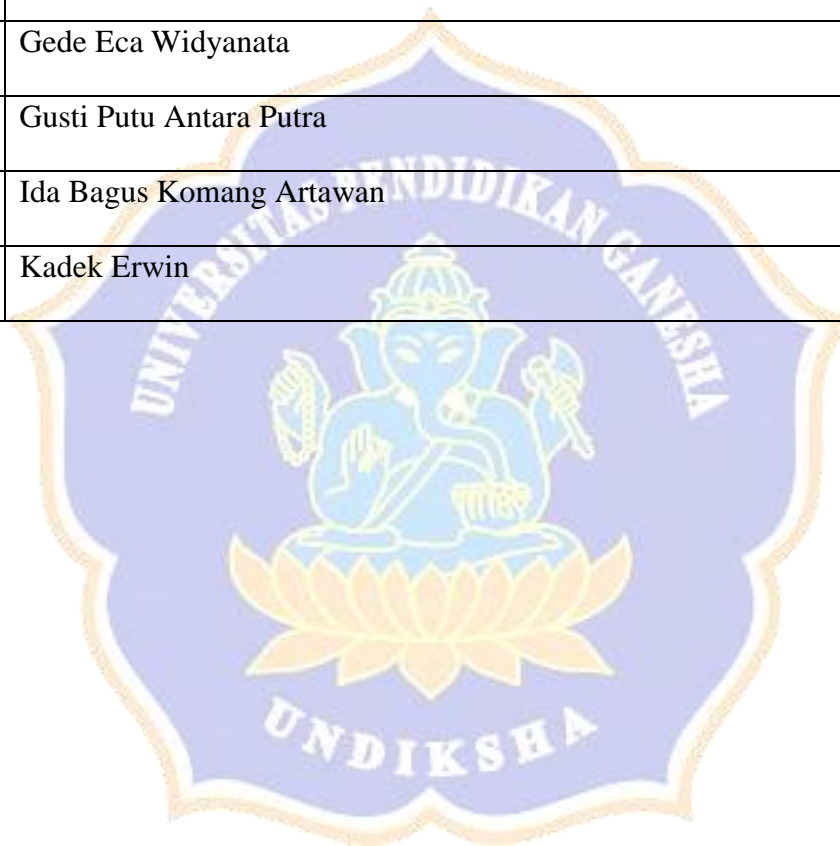 Gede Eca Widyanata
Gusti Putu Antara Putra
Ida Bagus Komang Artawan
Kadek Erwin
UNIVERSITAS PENDIDIKAN GANESHA
UNDIKSHA